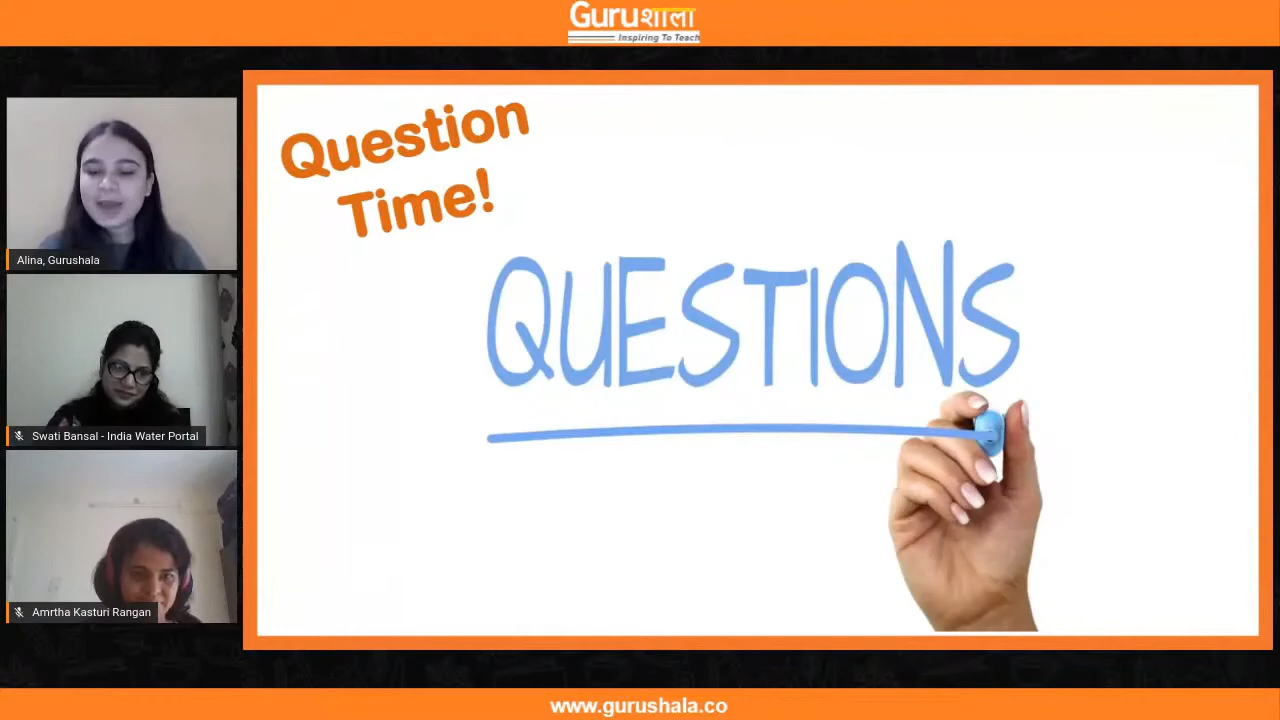 Guruशाला
Inspiring To Teach
Alina, Gurushala
Swati Bansal - India Water Portal
Amrtha Kasturi Rangan
Question
Time!
QUESTIONS
www.gurushala.co